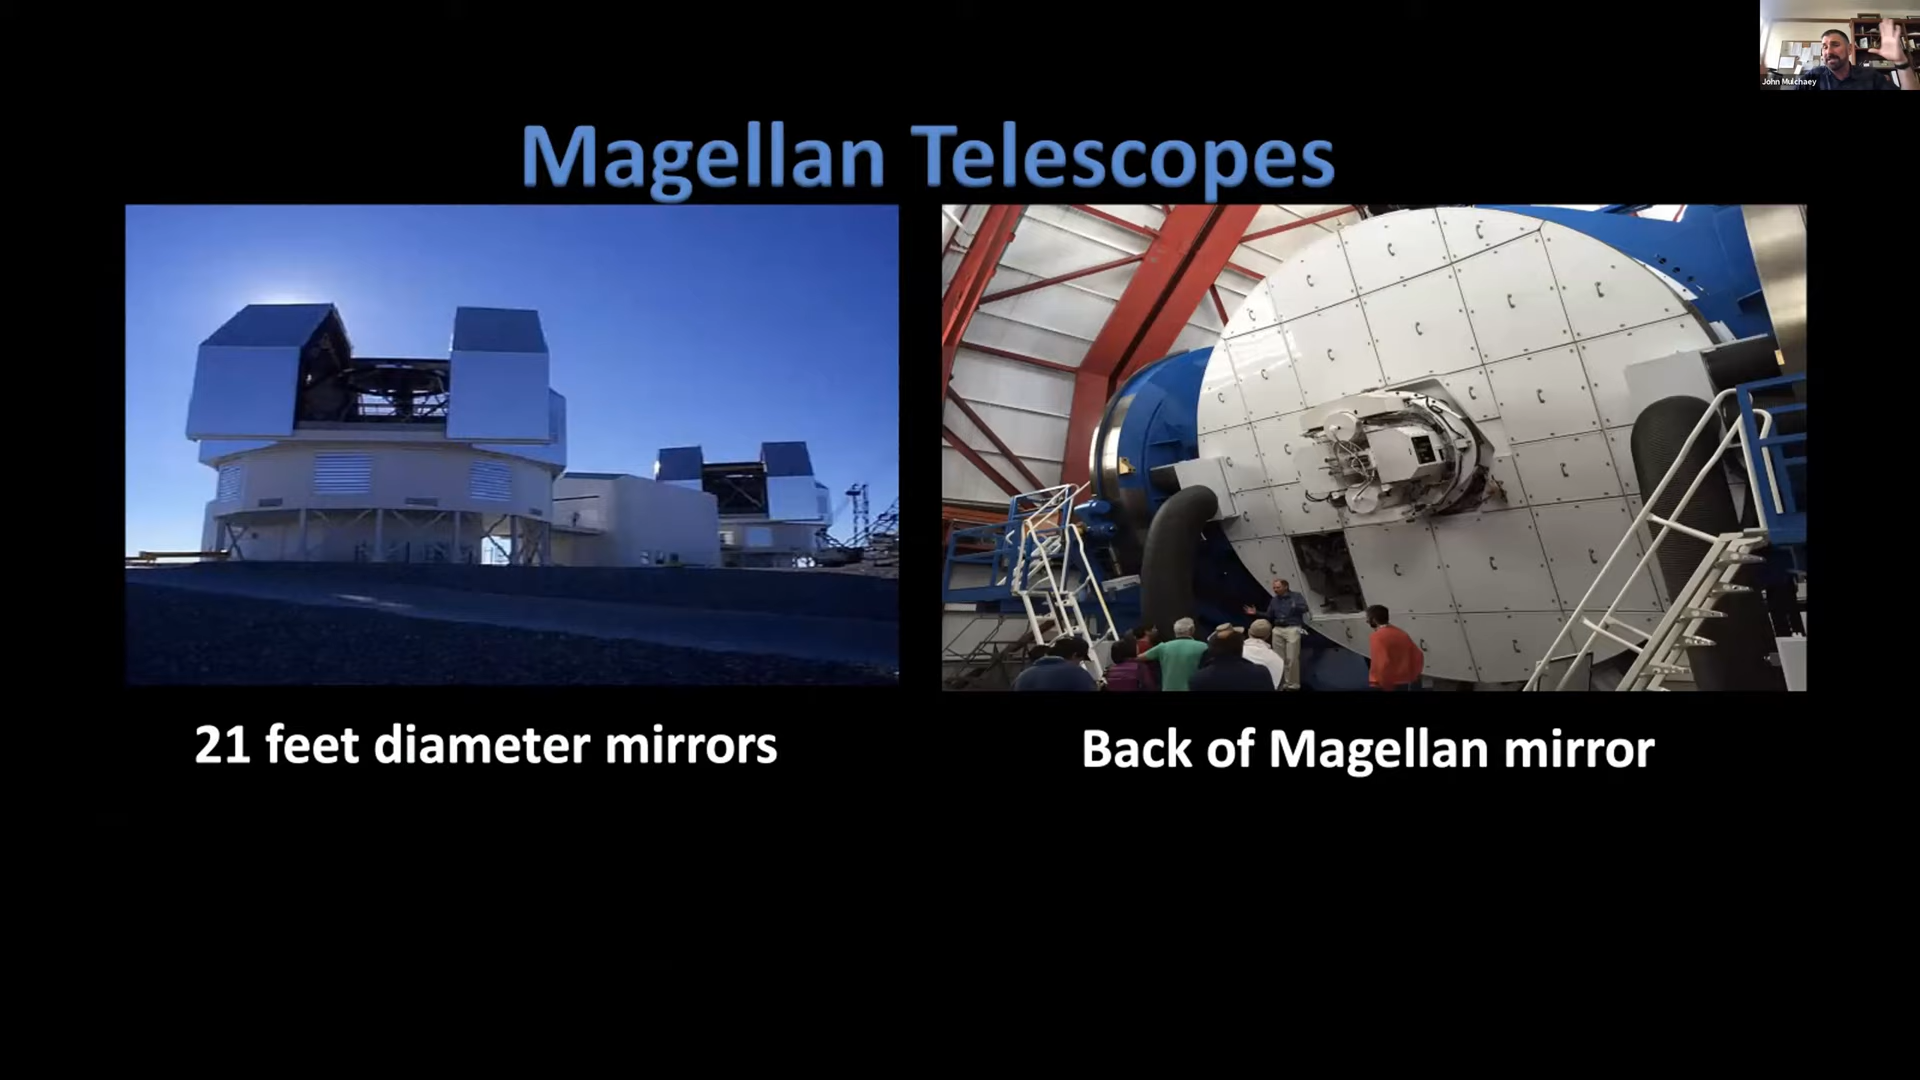 John Mulchaey
Magellan Telescopes
21 feet diameter mirrors
Back of Magellan mirror